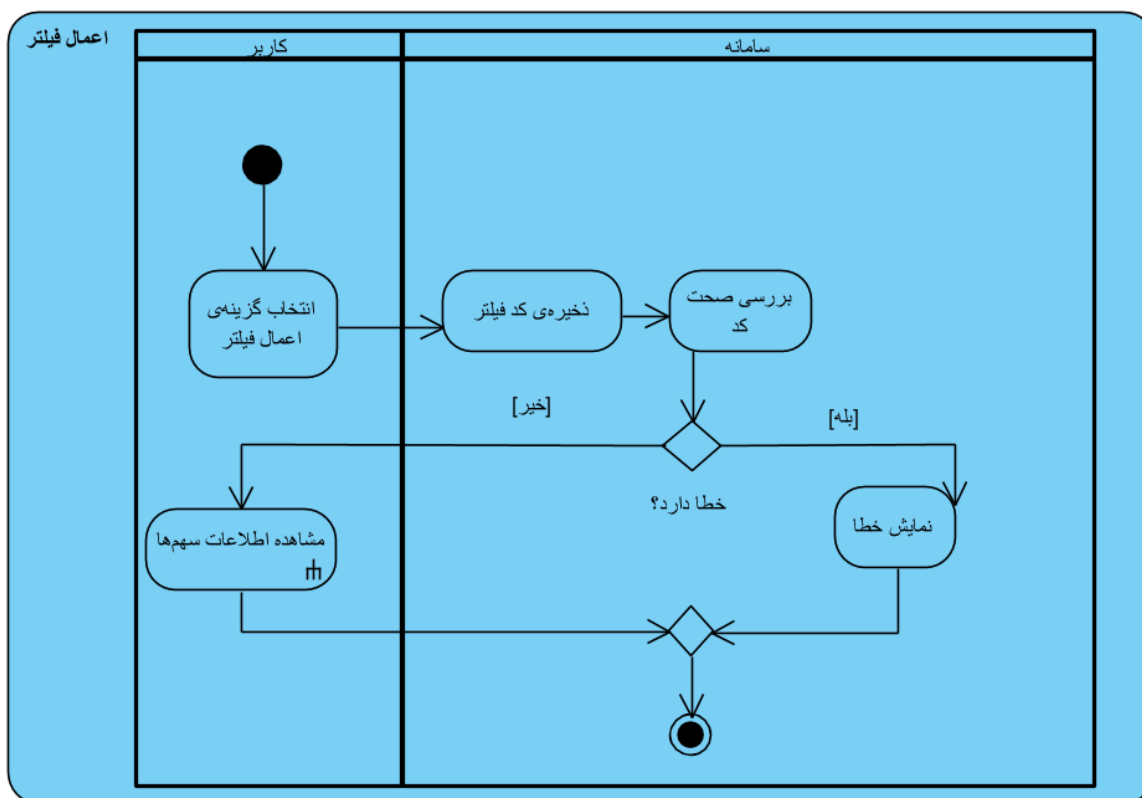 اعمال فیلتر
کاربر
سامانه
انتخاب گزینه‌ی
اعمال فیلتر
ذخیره‌ی کد فیلتر
بررسی صحت
کد
[خیر]
[بله]
خطا دارد؟
مشاهده اطلاعات سهم‌ها
نمایش خطا